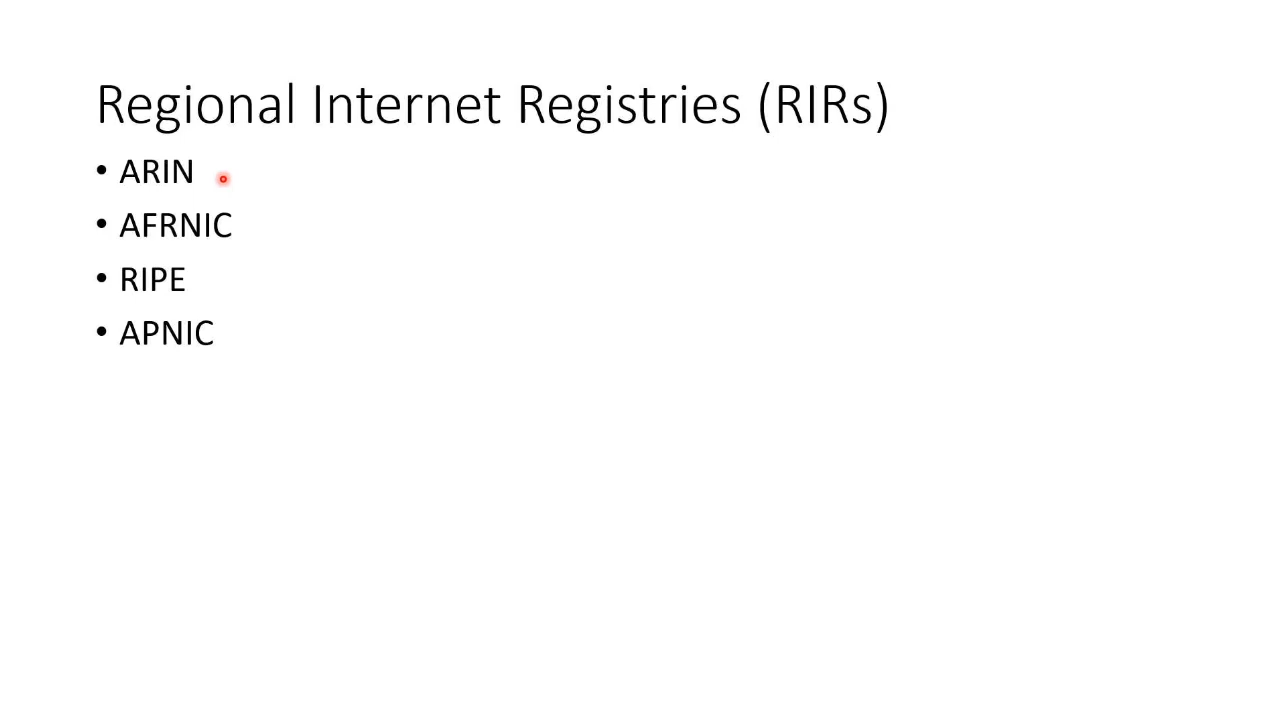 Regional Internet Registries (RIRs)
• ARIN
• AFRNIC
• RIPE
• APNIC